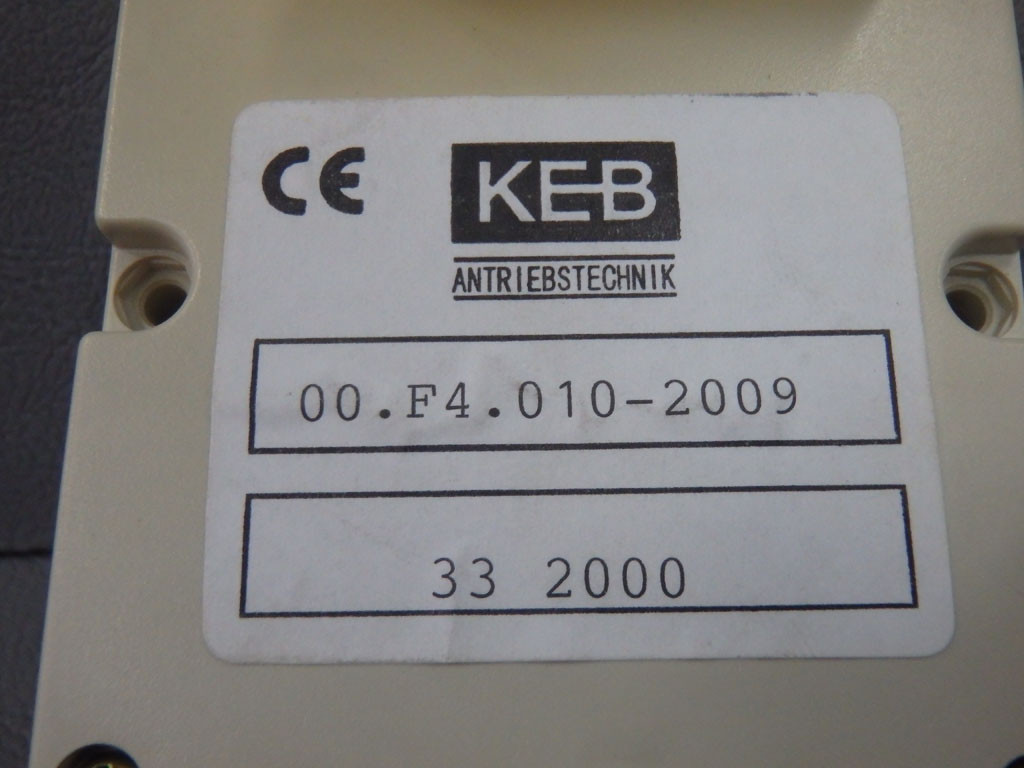 CE
KEB
ANTRIEBSTECHNIK
00.F4.010-2009
33 2000